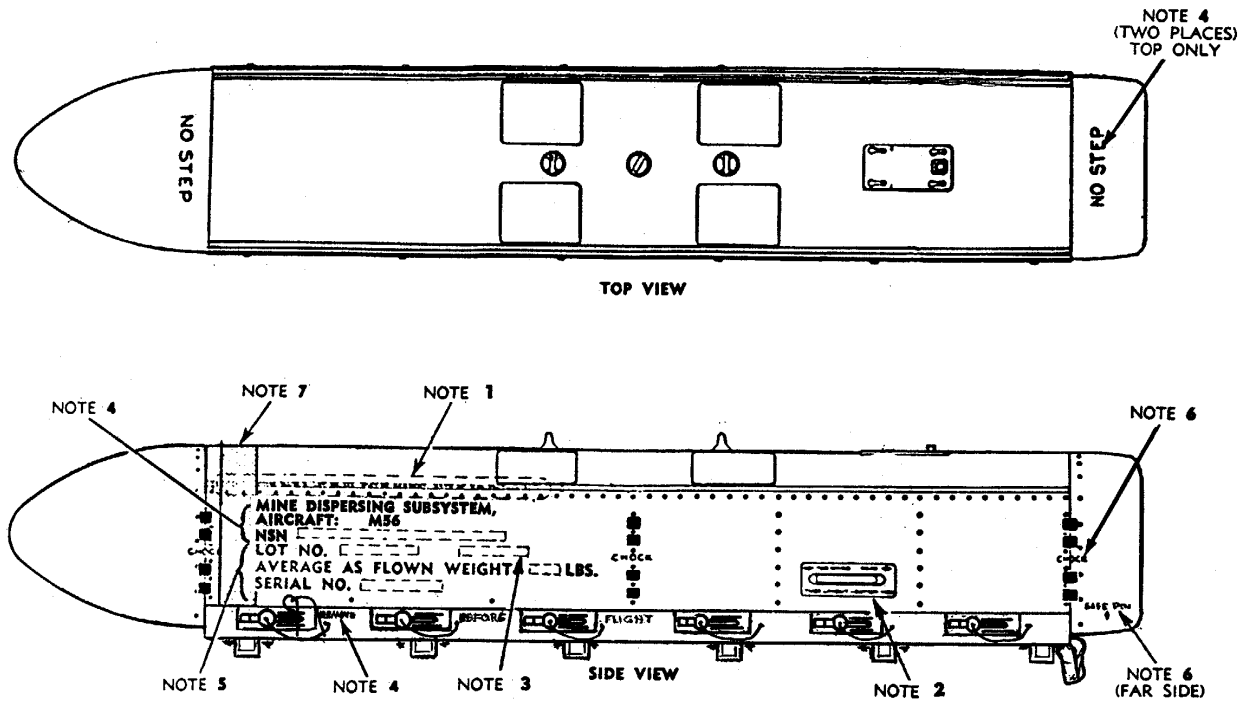 NOTE 4
(TWO PLACES)
TOP ONLY
NO STEP
NO STEP
TOP VIEW
NOTE 7
NOTE 1
NOTE 4
NOTE 6
MINE DISPERSING SUBSYSTEM,
AIRCRAFT: M56
NSN
LOT NO.
AVERAGE AS FLOWN WEIGHT LBS.
SERIAL NO.
CHOCK
CHOCK
SAFE PIN
BEFORE FLIGHT
NOTE 5
NOTE 4
NOTE 3
SIDE VIEW
NOTE 2
NOTE 6
(FAR SIDE)